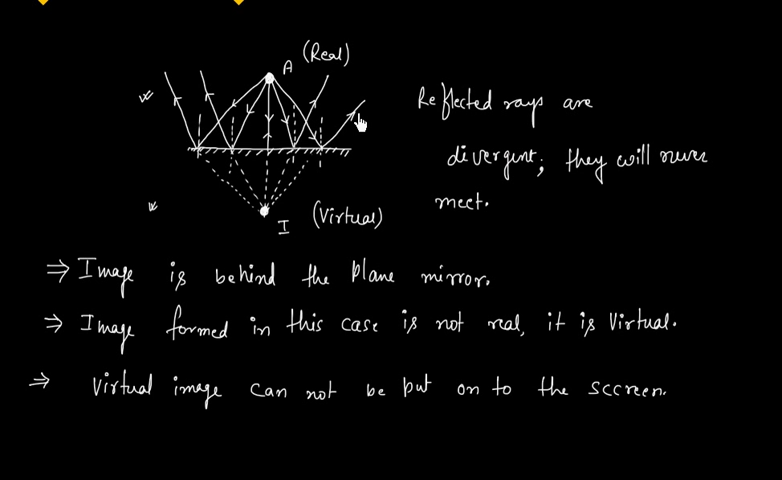 A (Real)
I (Virtual)
Reflected rays are
divergent; they will never
meet.
⇒ Image is behind the plane mirror.
⇒ Image formed in this case is not real, it is virtual.
⇒ Virtual image can not be put on to the sccreen.